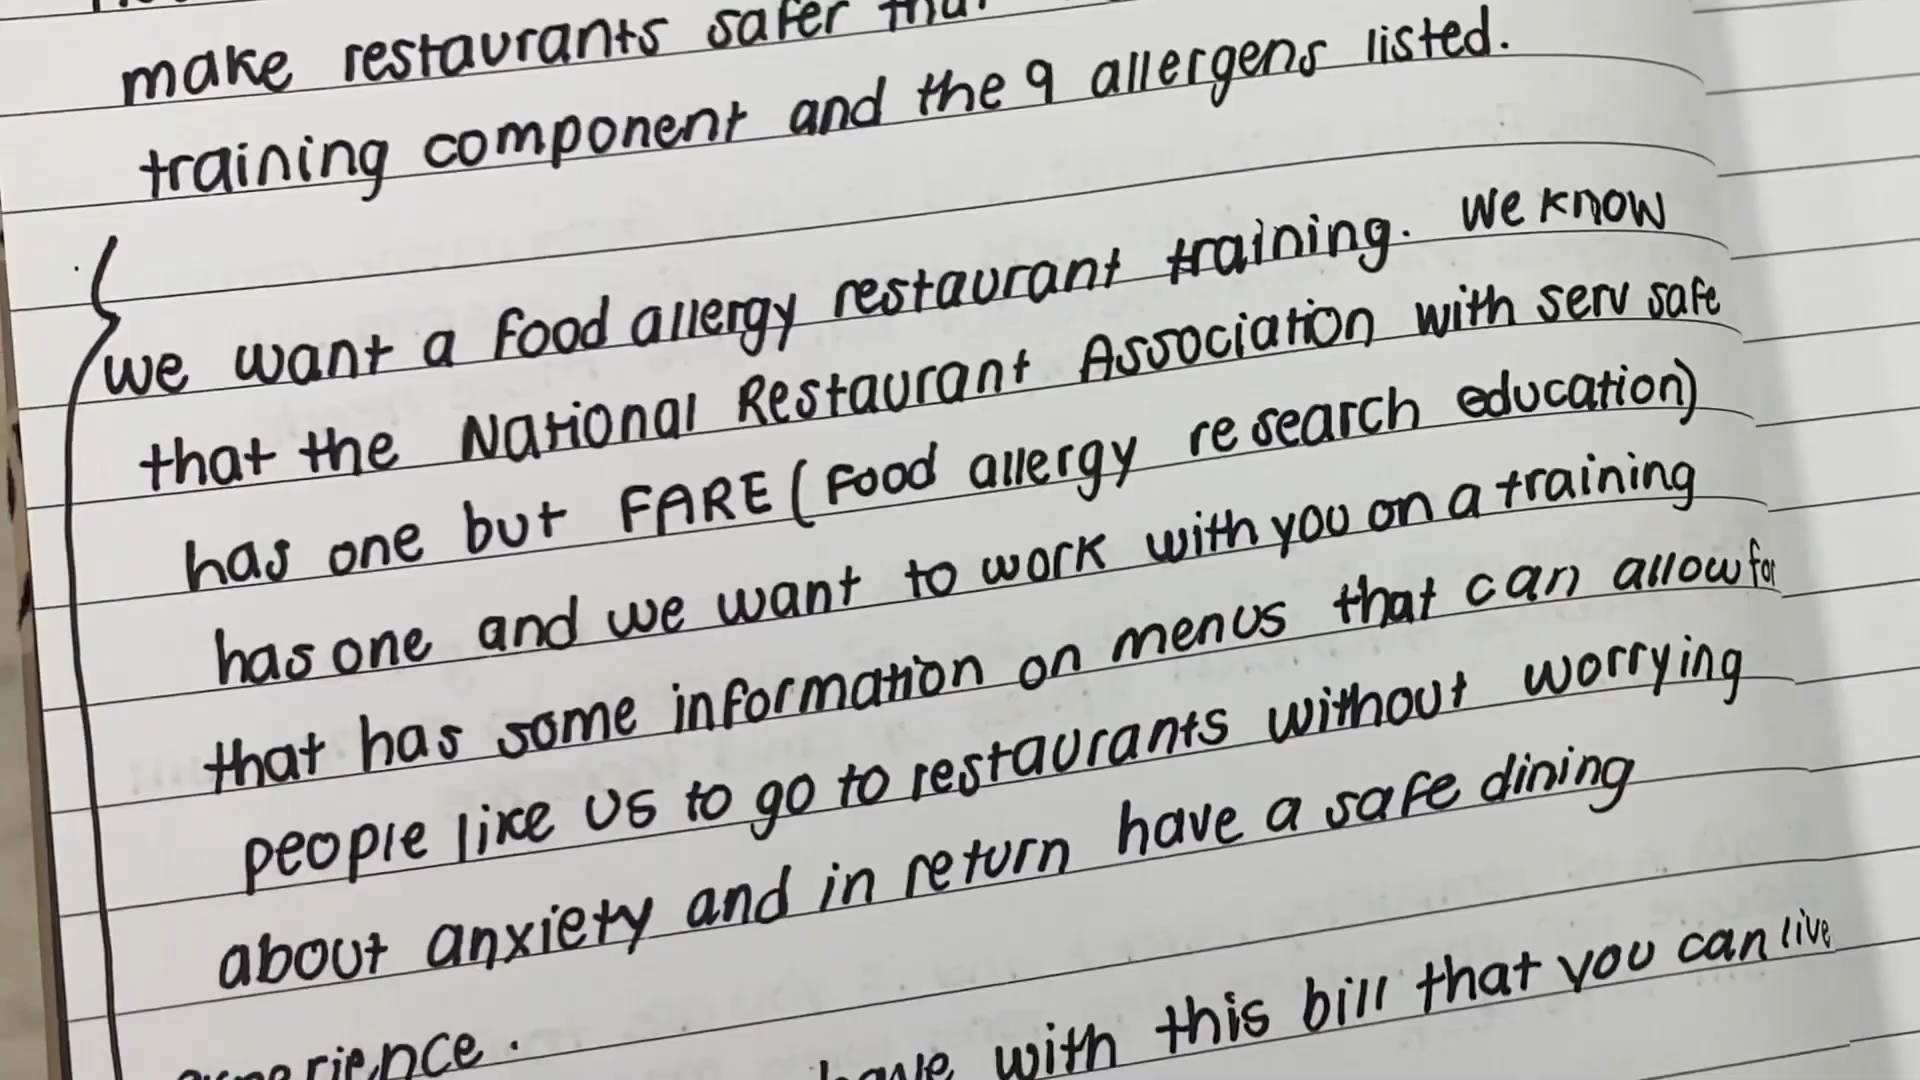 make restaurants safer
training component and the 9 allergens listed.
we want a food allergy restaurant training. We know
that the National Restaurant Association with serv safe
has one but FARE (Food allergy research education)
has one and we want to work with you on a training
that has some information on menus that can allow for
people like us to go to restaurants without worrying
about anxiety and in return have a safe dining
experience.
have with this bill that you can live